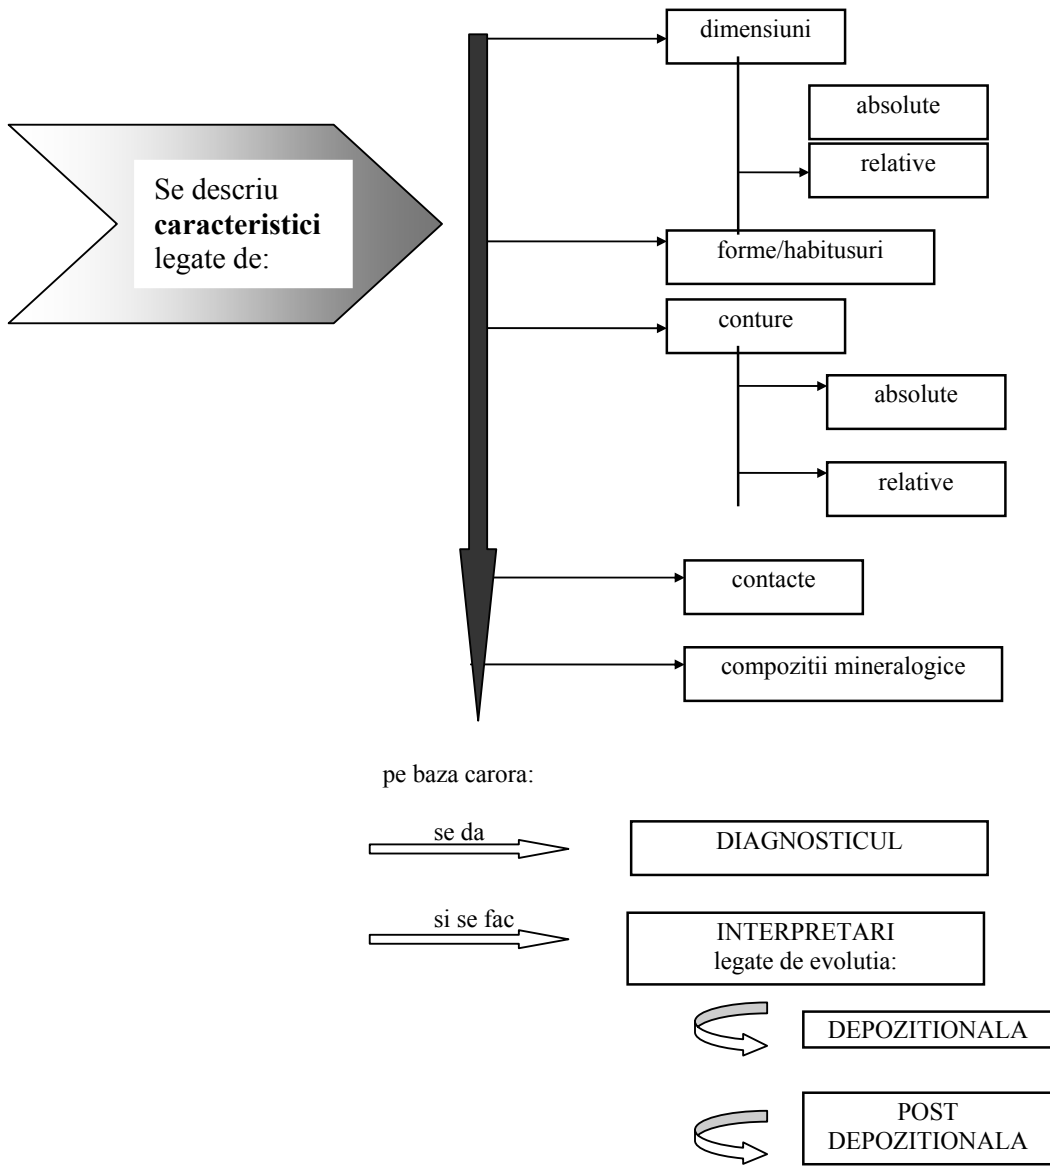 Se descriu
caracteristici
legate de:
dimensiuni
absolute
relative
forme/habitusuri
conture
absolute
relative
contacte
compozitii mineralogice
pe baza carora:
se da
DIAGNOSTICUL
si se fac
INTERPRETARI
legate de evolutia:
DEPOZITIONALA
POST
DEPOZITIONALA